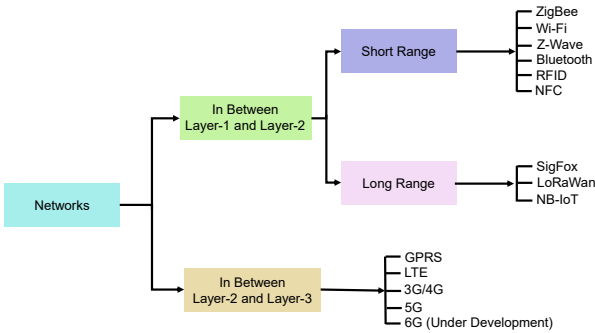 Networks
In Between
Layer-1 and Layer-2
Short Range
ZigBee
Wi-Fi
Z-Wave
Bluetooth
RFID
NFC
Long Range
SigFox
LoRaWan
NB-IoT
In Between
Layer-2 and Layer-3
GPRS
LTE
3G/4G
5G
6G (Under Development)